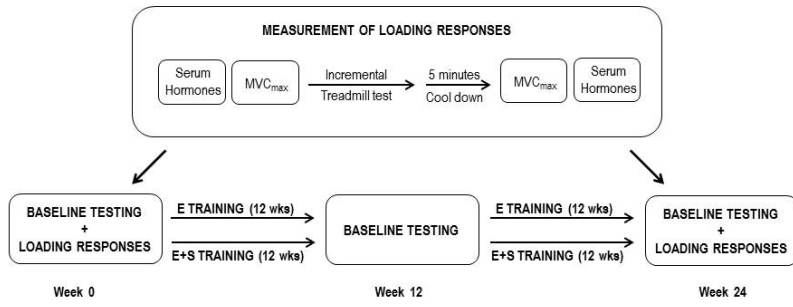 MEASUREMENT OF LOADING RESPONSES
Serum
Hormones
MVCmax
Incremental
Treadmill test
5 minutes
Cool down
MVCmax
Serum
Hormones
BASELINE TESTING
+
LOADING RESPONSES
E TRAINING (12 wks)
E+S TRAINING (12 wks)
BASELINE TESTING
E TRAINING (12 wks)
E+S TRAINING (12 wks)
BASELINE TESTING
+
LOADING RESPONSES
Week 0
Week 12
Week 24